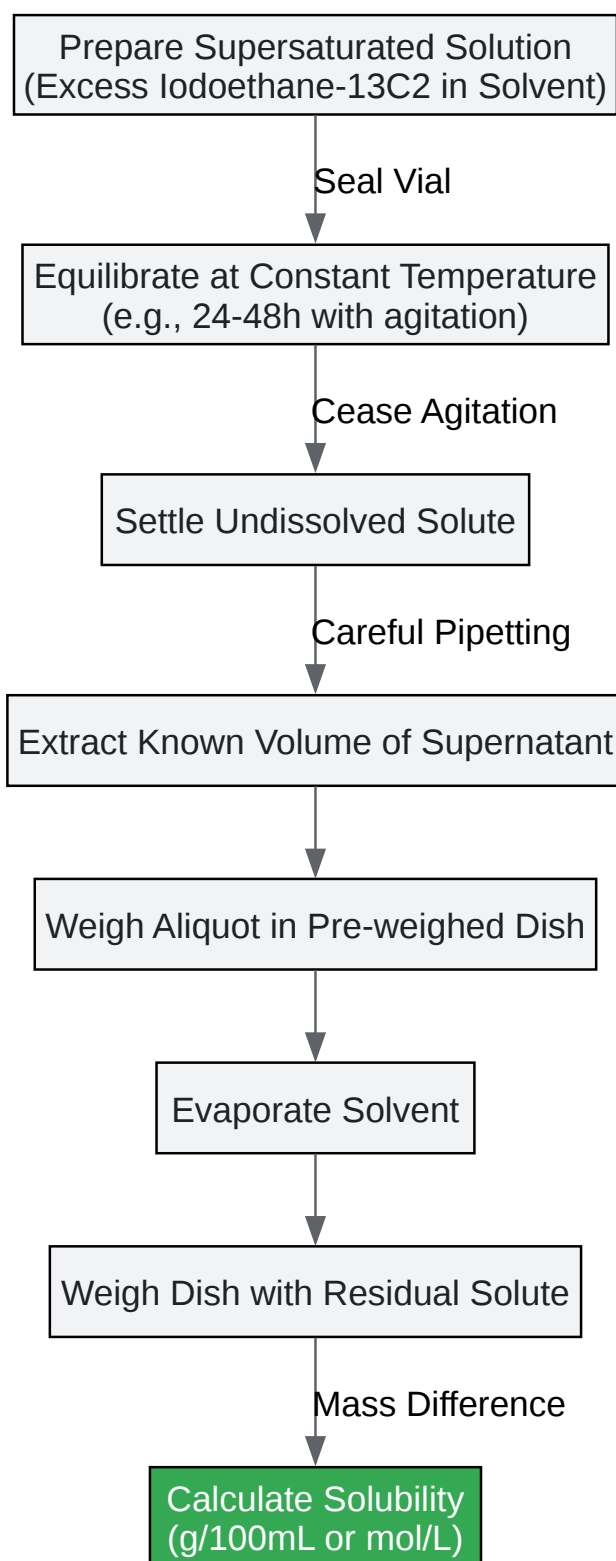 Prepare Supersaturated Solution
(Excess Iodoethane-13C2 in Solvent)
Seal Vial
Equilibrate at Constant Temperature
(e.g., 24-48h with agitation)
Cease Agitation
Settle Undissolved Solute
Careful Pipetting
Extract Known Volume of Supernatant
Weigh Aliquot in Pre-weighed Dish
Evaporate Solvent
Weigh Dish with Residual Solute
Mass Difference
Calculate Solubility
(g/100mL or mol/L)